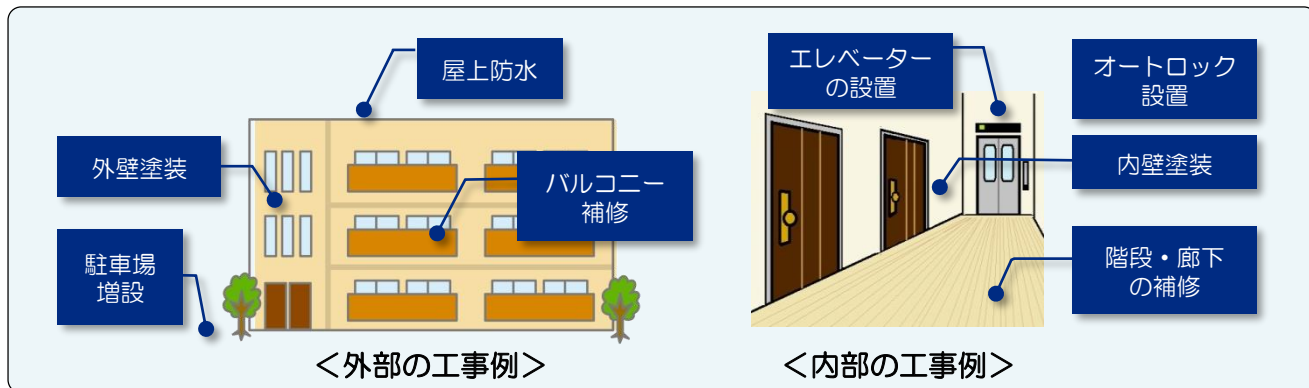 屋上防水
外壁塗装
バルコニー
補修
駐車場
増設
＜外部の工事例＞
エレベーター
の設置
オートロック
設置
内壁塗装
階段・廊下
の補修
＜内部の工事例＞